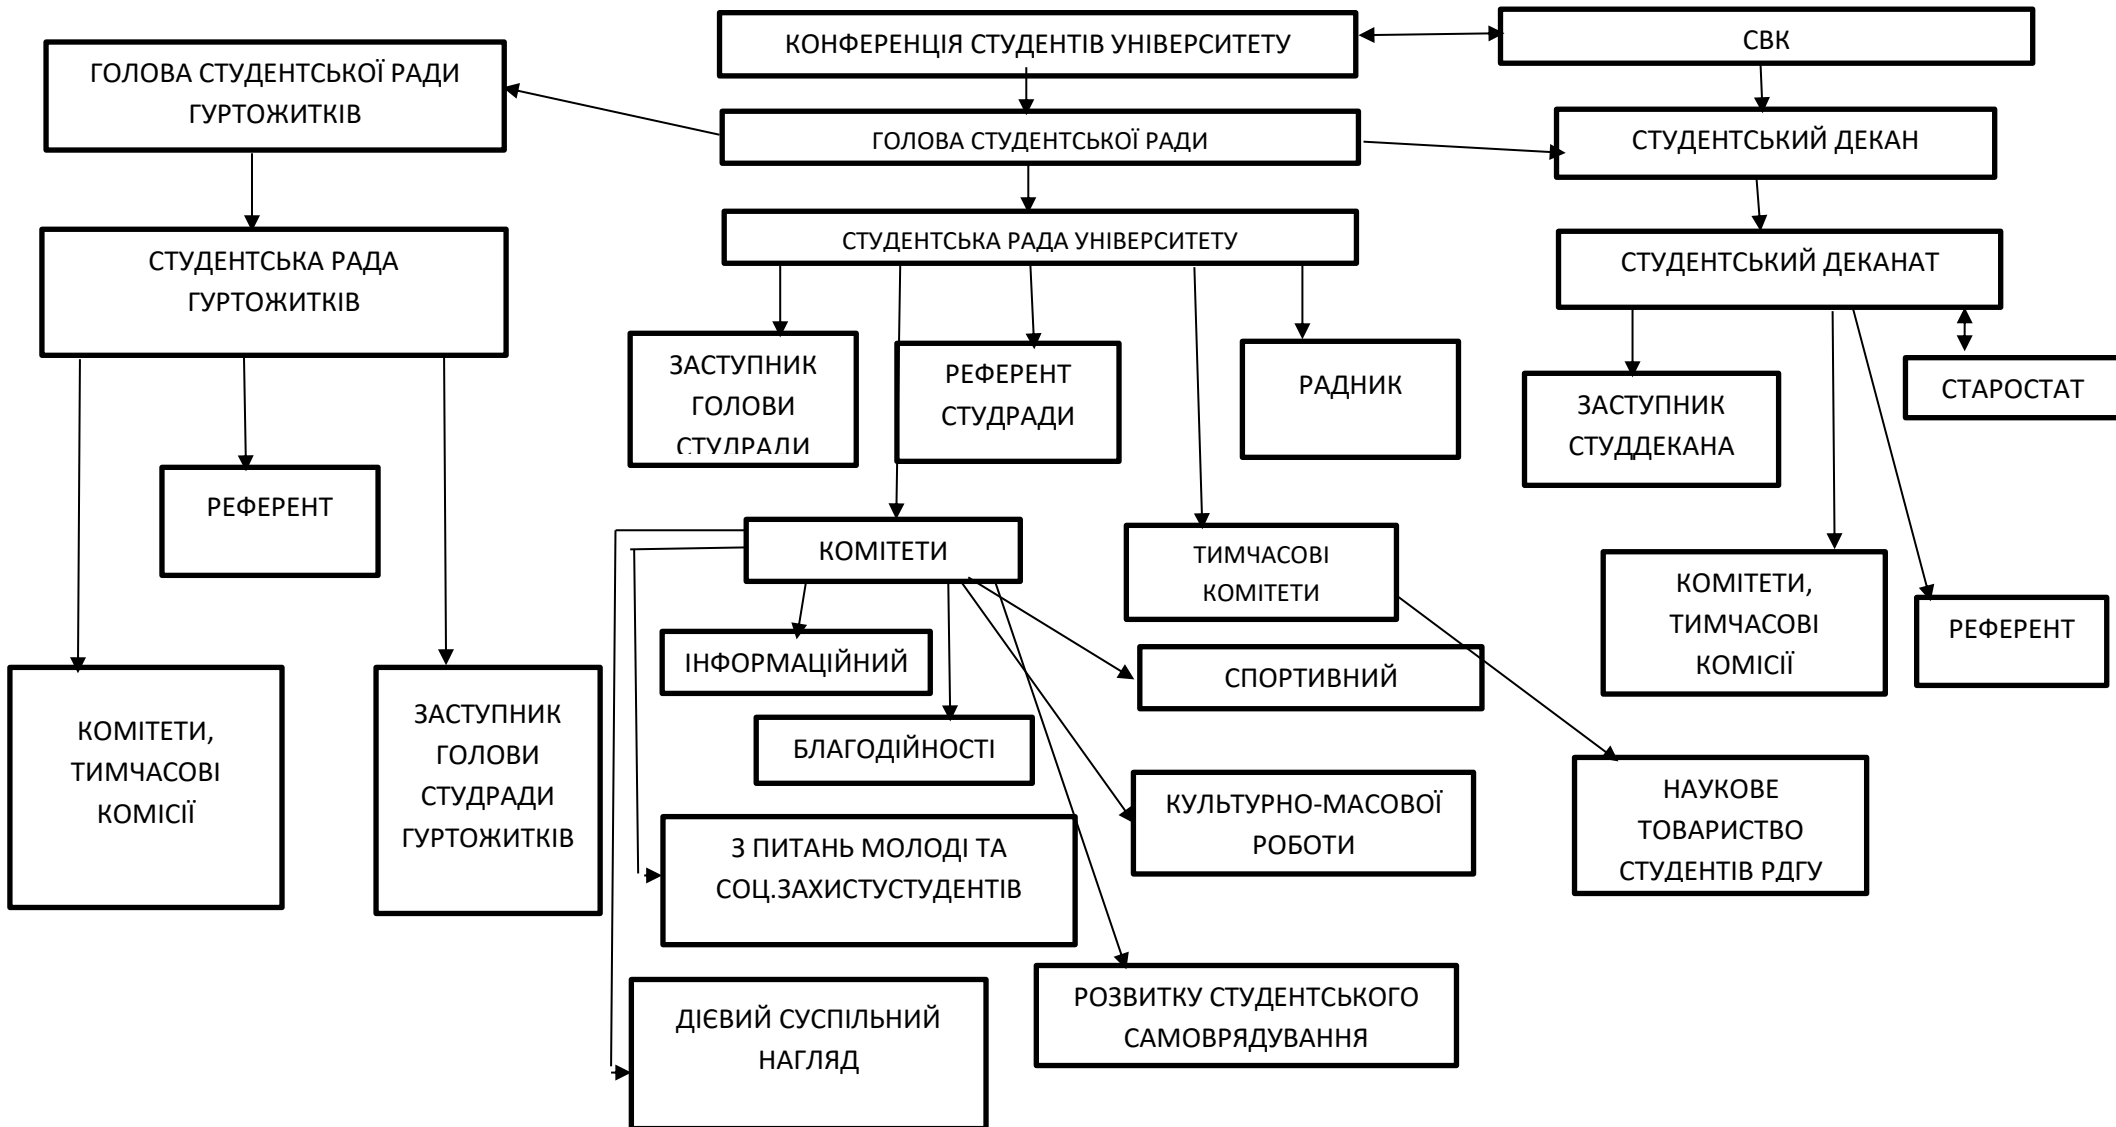 КОНФЕРЕНЦІЯ СТУДЕНТІВ УНІВЕРСИТЕТУ
СВК
ГОЛОВА СТУДЕНТСЬКОЇ РАДИ
ГУРТОЖИТКІВ
ГОЛОВА СТУДЕНТСЬКОЇ РАДИ
СТУДЕНТСЬКИЙ ДЕКАН
СТУДЕНТСЬКА РАДА
ГУРТОЖИТКІВ
СТУДЕНТСЬКА РАДА УНІВЕРСИТЕТУ
СТУДЕНТСЬКИЙ ДЕКАНАТ
ЗАСТУПНИК
ГОЛОВИ
СТУДРАДИ
РЕФЕРЕНТ
СТУДРАДИ
РАДНИК
ЗАСТУПНИК
СТУДДЕКАНА
СТАРОСТАТ
РЕФЕРЕНТ
КОМІТЕТИ
ТИМЧАСОВІ
КОМІТЕТИ
КОМІТЕТИ,
ТИМЧАСОВІ
КОМІСІЇ
РЕФЕРЕНТ
ІНФОРМАЦІЙНИЙ
СПОРТИВНИЙ
КОМІТЕТИ,
ТИМЧАСОВІ
КОМІСІЇ
ЗАСТУПНИК
ГОЛОВИ
СТУДРАДИ
ГУРТОЖИТКІВ
БЛАГОДІЙНОСТІ
КУЛЬТУРНО-МАСОВОЇ
РОБОТИ
НАУКОВЕ
ТОВАРИСТВО
СТУДЕНТІВ РДГУ
З ПИТАНЬ МОЛОДІ ТА
СОЦ.ЗАХИСТУСТУДЕНТІВ
РОЗВИТКУ СТУДЕНТСЬКОГО
САМОВРЯДУВАННЯ
ДІЄВИЙ СУСПІЛЬНИЙ
НАГЛЯД